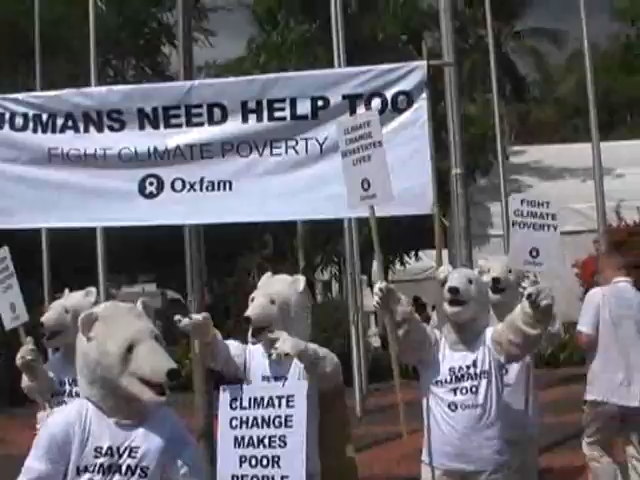 HUMANS NEED HELP TOO
FIGHT CLIMATE POVERTY
Oxfam
CLIMATE
CHANGE
DEVASTATES
LIVES
Oxfam
FIGHT
CLIMATE
POVERTY
Oxfam
SAVE
HUMANS
TOO
Oxfam
CLIMATE
CHANGE
MAKES
POOR
PEOPLE
SAVE
HUMANS